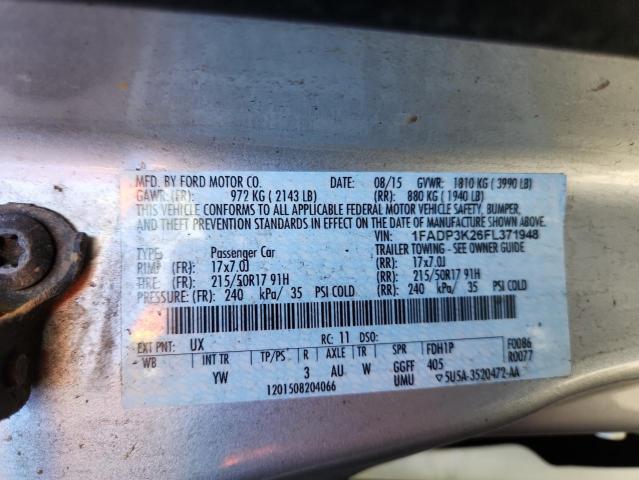 MFD. BY FORD MOTOR CO. DATE: 08/15 GVWR: 1810 KG ( 3990 LB)
GAWR: (FR): 972 KG ( 2143 LB) (RR): 880 KG ( 1940 LB)
THIS VEHICLE CONFORMS TO ALL APPLICABLE FEDERAL MOTOR VEHICLE SAFETY, BUMPER,
AND THEFT PREVENTION STANDARDS IN EFFECT ON THE DATE OF MANUFACTURE SHOWN ABOVE.
VIN: 1FADP3K26FL371948
TYPE: Passenger Car TRAILER TOWING - SEE OWNER GUIDE
RIM: (FR): 17x7.0J (RR): 17x7.0J
TIRE: (FR): 215/50R17 91H (RR): 215/50R17 91H
PRESSURE: (FR): 240 kPa/ 35 PSI COLD (RR): 240 kPa/ 35 PSI COLD
EXT PNT: UX RC: 11 DSO: F0086
WB INT TR TP/PS R AXLE TR SPR FDH1P R0077
- YW 3 AU W GGFF 405
UMU 5U5A-3520472-AA
1201508204066